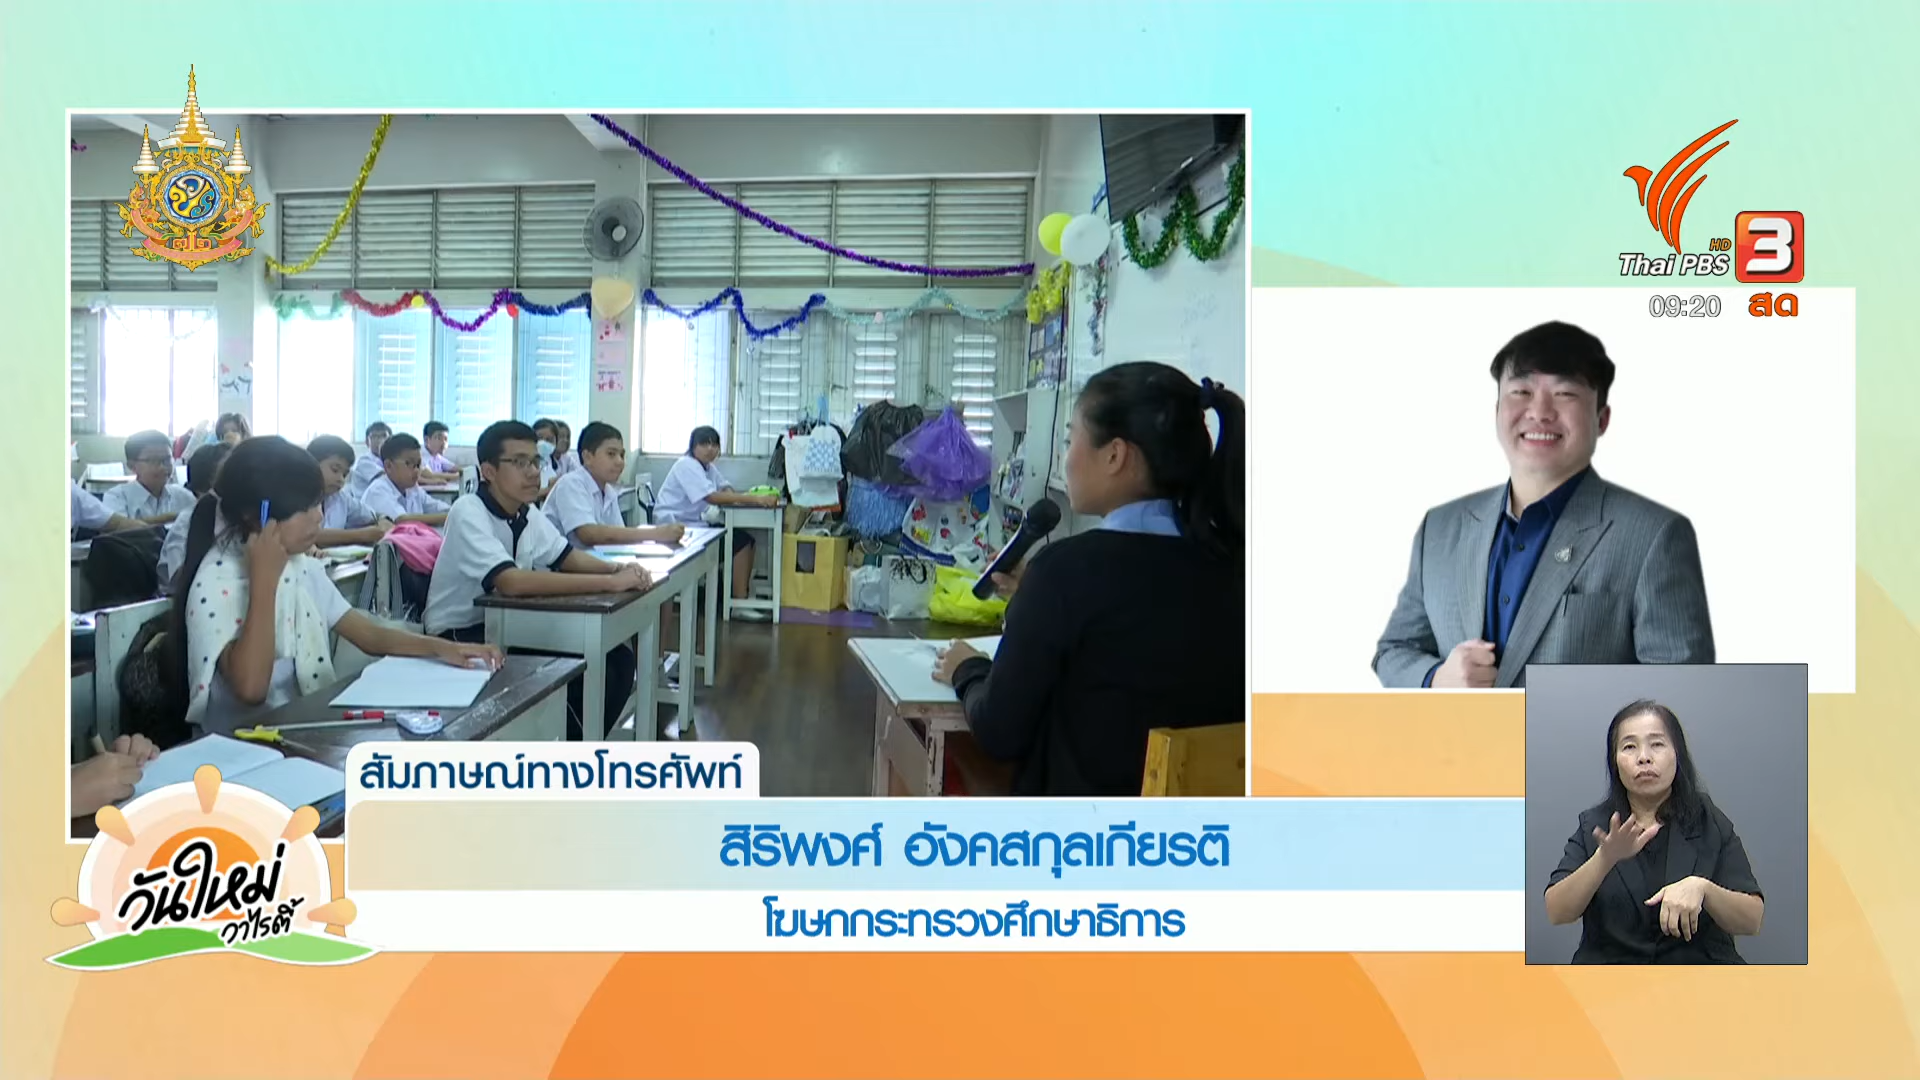 ๗๒
Thai PBS
HD
3
09:20 สด
สัมภาษณ์ทางโทรศัพท์
สิริพงศ์ อังคสกุลเกียรติ
โฆษกกระทรวงศึกษาธิการ
วันใหม่
วาไรตี้